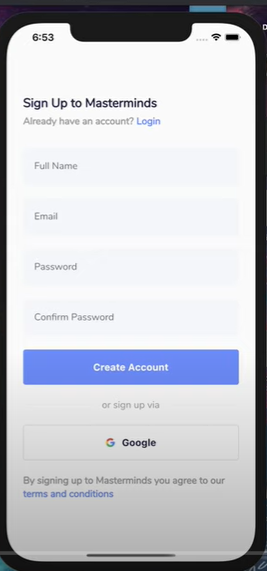 6:53
Sign Up to Masterminds
Already have an account? Login
Full Name
Email
Password
Confirm Password
Create Account
or sign up via
Google
By signing up to Masterminds you agree to our
terms and conditions